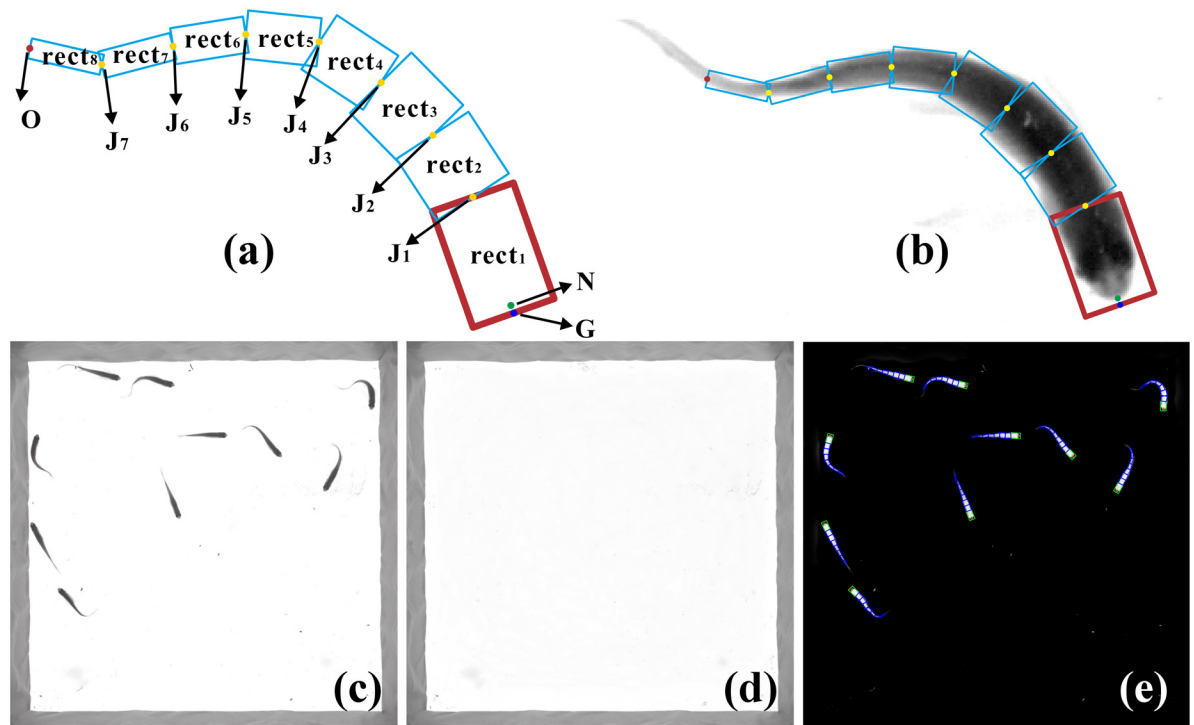 rect₈ rect₇ rect₆ rect₅
rect₄
rect₃
rect₂
rect₁
O
J₇
J₆
J₅
J₄
J₃
J₂
J₁
N
G
(a)
(b)
(c)
(d)
(e)